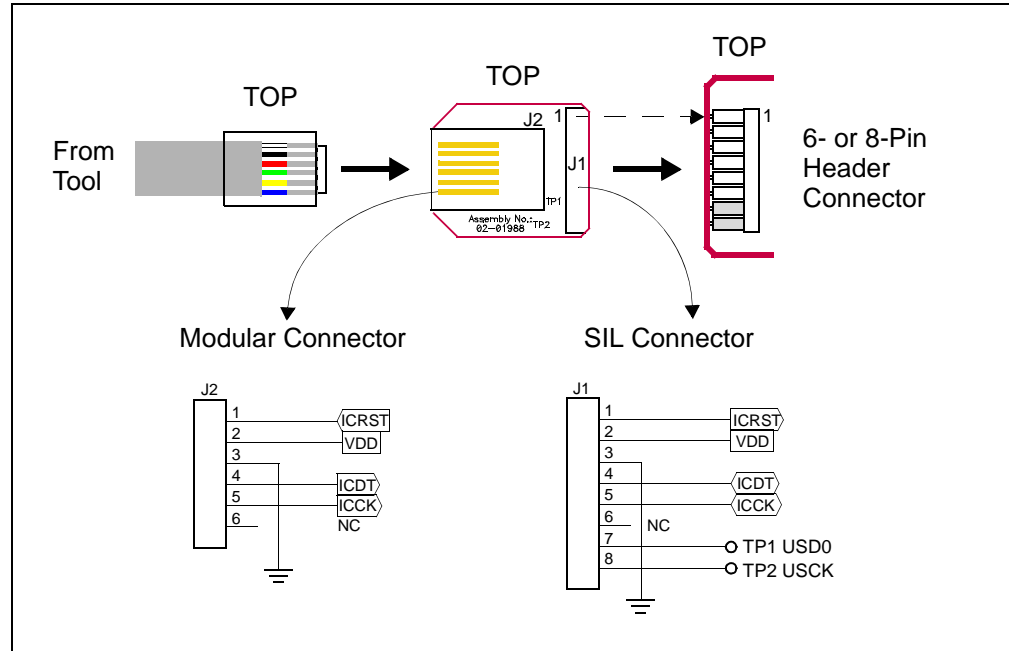 TOP
TOP
TOP
From
Tool
J2
1
J1
TP1
Assembly No.:
02-01988
TP2
1
6- or 8-Pin
Header
Connector
Modular Connector
SIL Connector
J2
1
ICRST
2
VDD
3
4
ICDT
5
ICCK
6
NC
J1
1
ICRST
2
VDD
3
4
ICDT
5
ICCK
6
NC
7
TP1 USD0
8
TP2 USCK